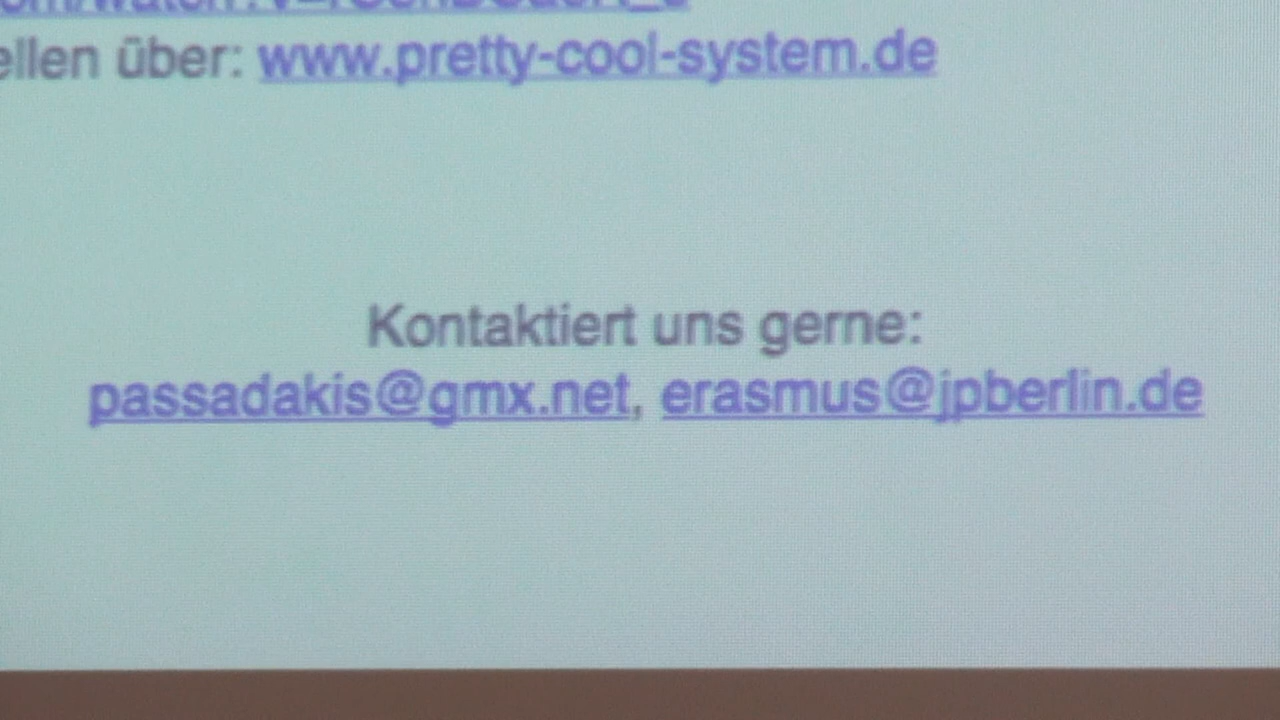 ellen über: www.pretty-cool-system.de
Kontaktiert uns gerne:
passadakis@gmx.net, erasmus@jpberlin.de